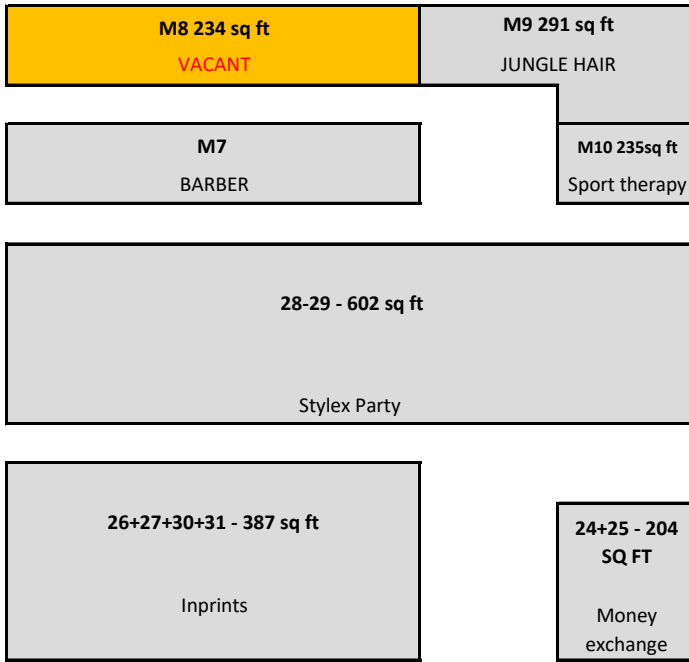 M8 234 sq ft
VACANT
M9 291 sq ft
JUNGLE HAIR
M7
BARBER
M10 235sq ft
Sport therapy
28-29 - 602 sq ft
Stylex Party
26+27+30+31 - 387 sq ft
Inprints
24+25 - 204
SQ FT
Money
exchange